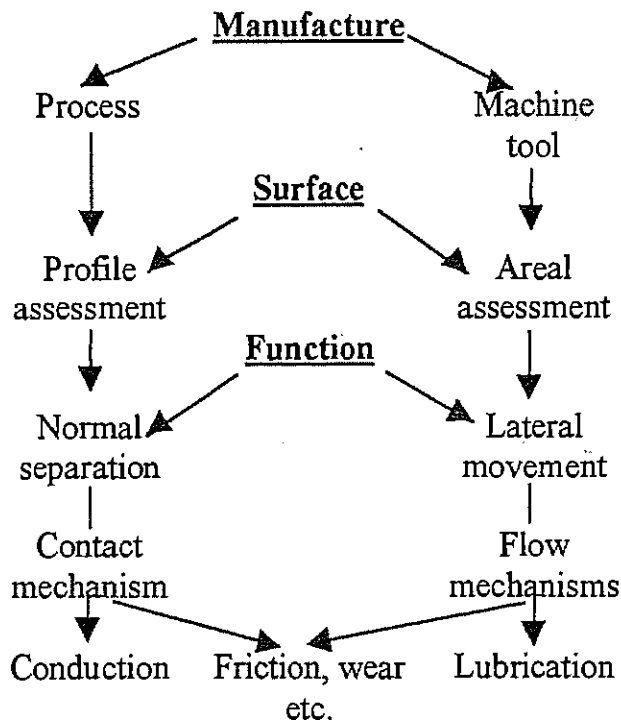 Manufacture
Process
Machine
tool
Surface
Profile
assessment
Areal
assessment
Function
Normal
separation
Lateral
movement
Contact
mechanism
Flow
mechanisms
Conduction
Friction, wear
etc.
Lubrication